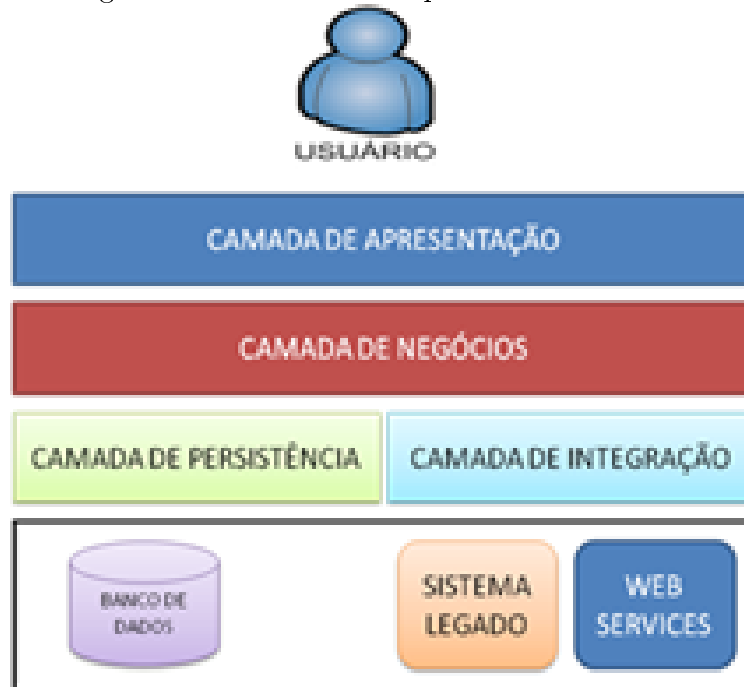 USUÁRIO
CAMADA DE APRESENTAÇÃO
CAMADA DE NEGÓCIOS
CAMADA DE PERSISTÊNCIA
CAMADA DE INTEGRAÇÃO
BANCO DE
DADOS
SISTEMA
LEGADO
WEB
SERVICES